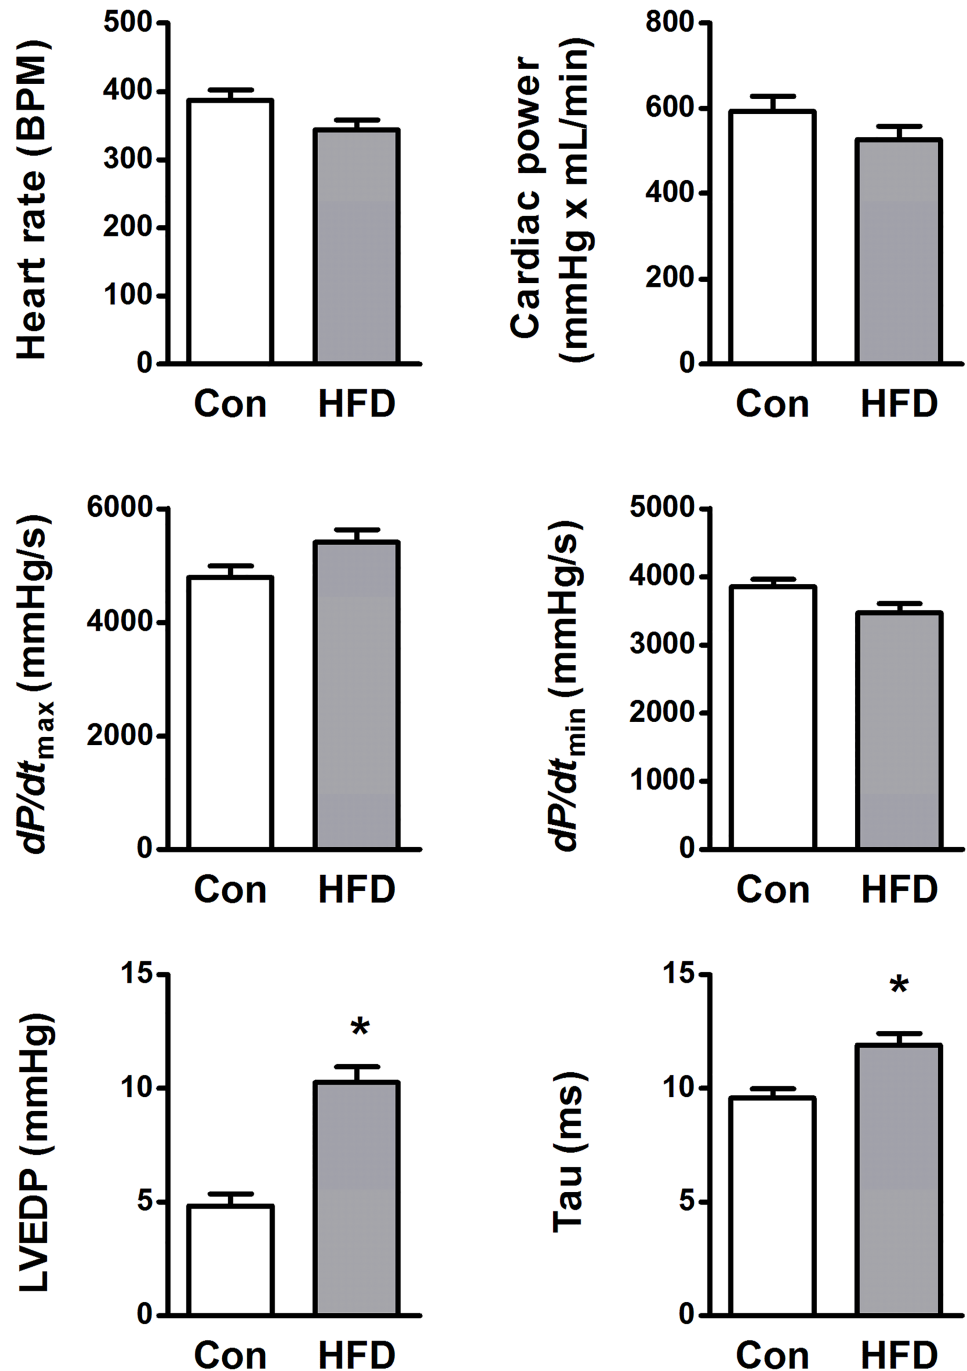 Heart rate (BPM)
500
400
300
200
100
0
Con HFD
Cardiac power
(mmHg x mL/min)
800
600
400
200
0
Con HFD
dP/dtmax (mmHg/s)
6000
4000
2000
0
Con HFD
dP/dtmin (mmHg/s)
5000
4000
3000
2000
1000
0
Con HFD
LVEDP (mmHg)
15
10
5
0
*
Con HFD
Tau (ms)
15
10
5
0
*
Con HFD